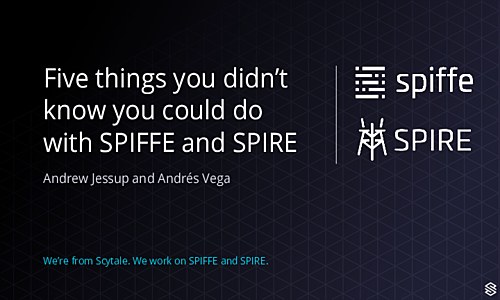 Five things you didn't
know you could do
with SPIFFE and SPIRE
Andrew Jessup and Andrés Vega
spiffe
SPIRE
We're from Scytale. We work on SPIFFE and SPIRE.